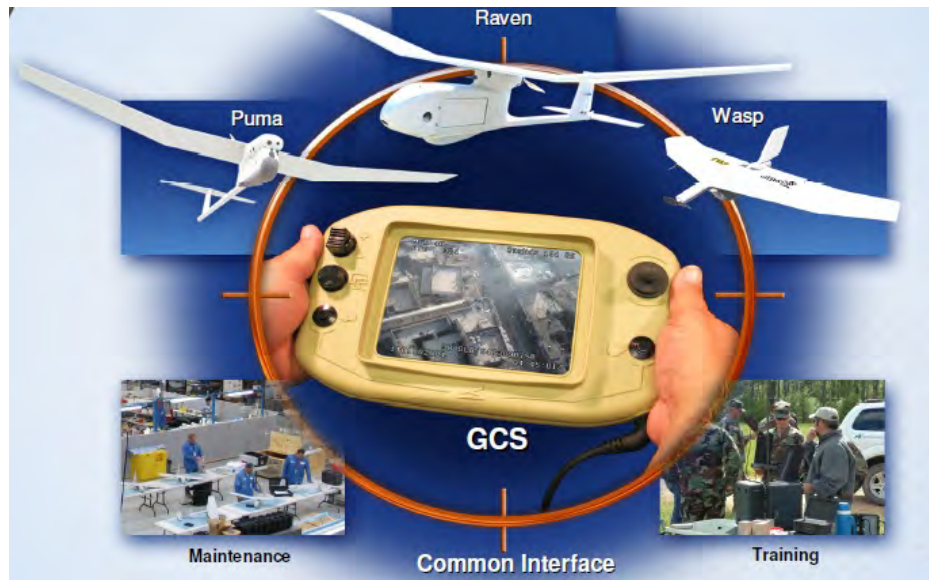 Raven
Puma
Wasp
GCS
Maintenance
Common Interface
Training